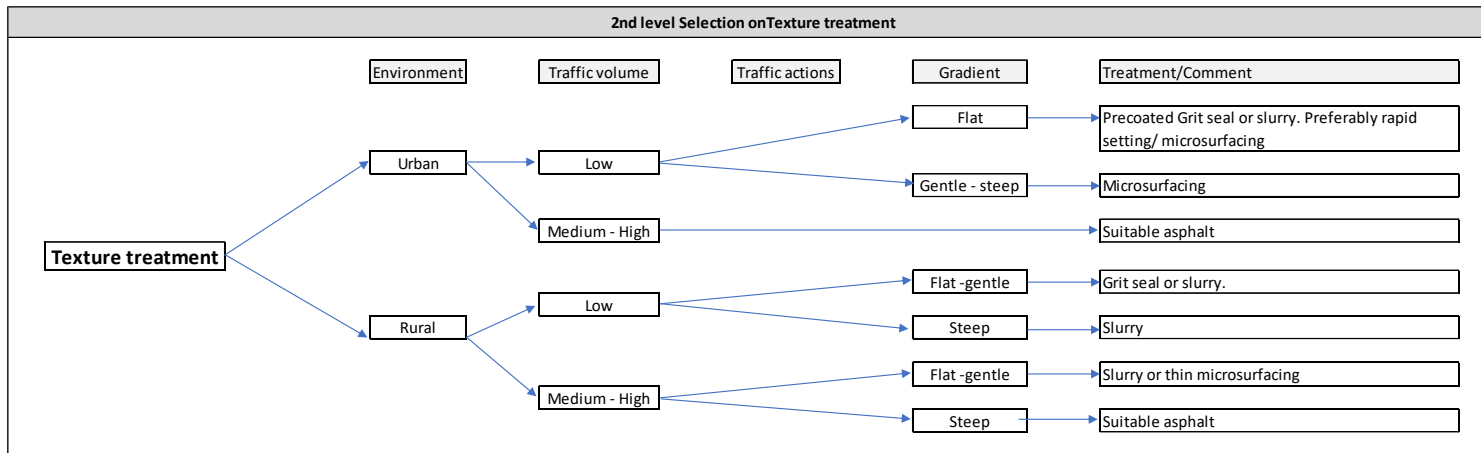 2nd level Selection onTexture treatment
Environment
Traffic volume
Traffic actions
Gradient
Treatment/Comment
Flat
Precoated Grit seal or slurry. Preferably rapid
setting/ microsurfacing
Urban
Low
Gentle - steep
Microsurfacing
Medium - High
Suitable asphalt
Texture treatment
Flat -gentle
Grit seal or slurry.
Low
Rural
Steep
Slurry
Flat -gentle
Slurry or thin microsurfacing
Medium - High
Steep
Suitable asphalt